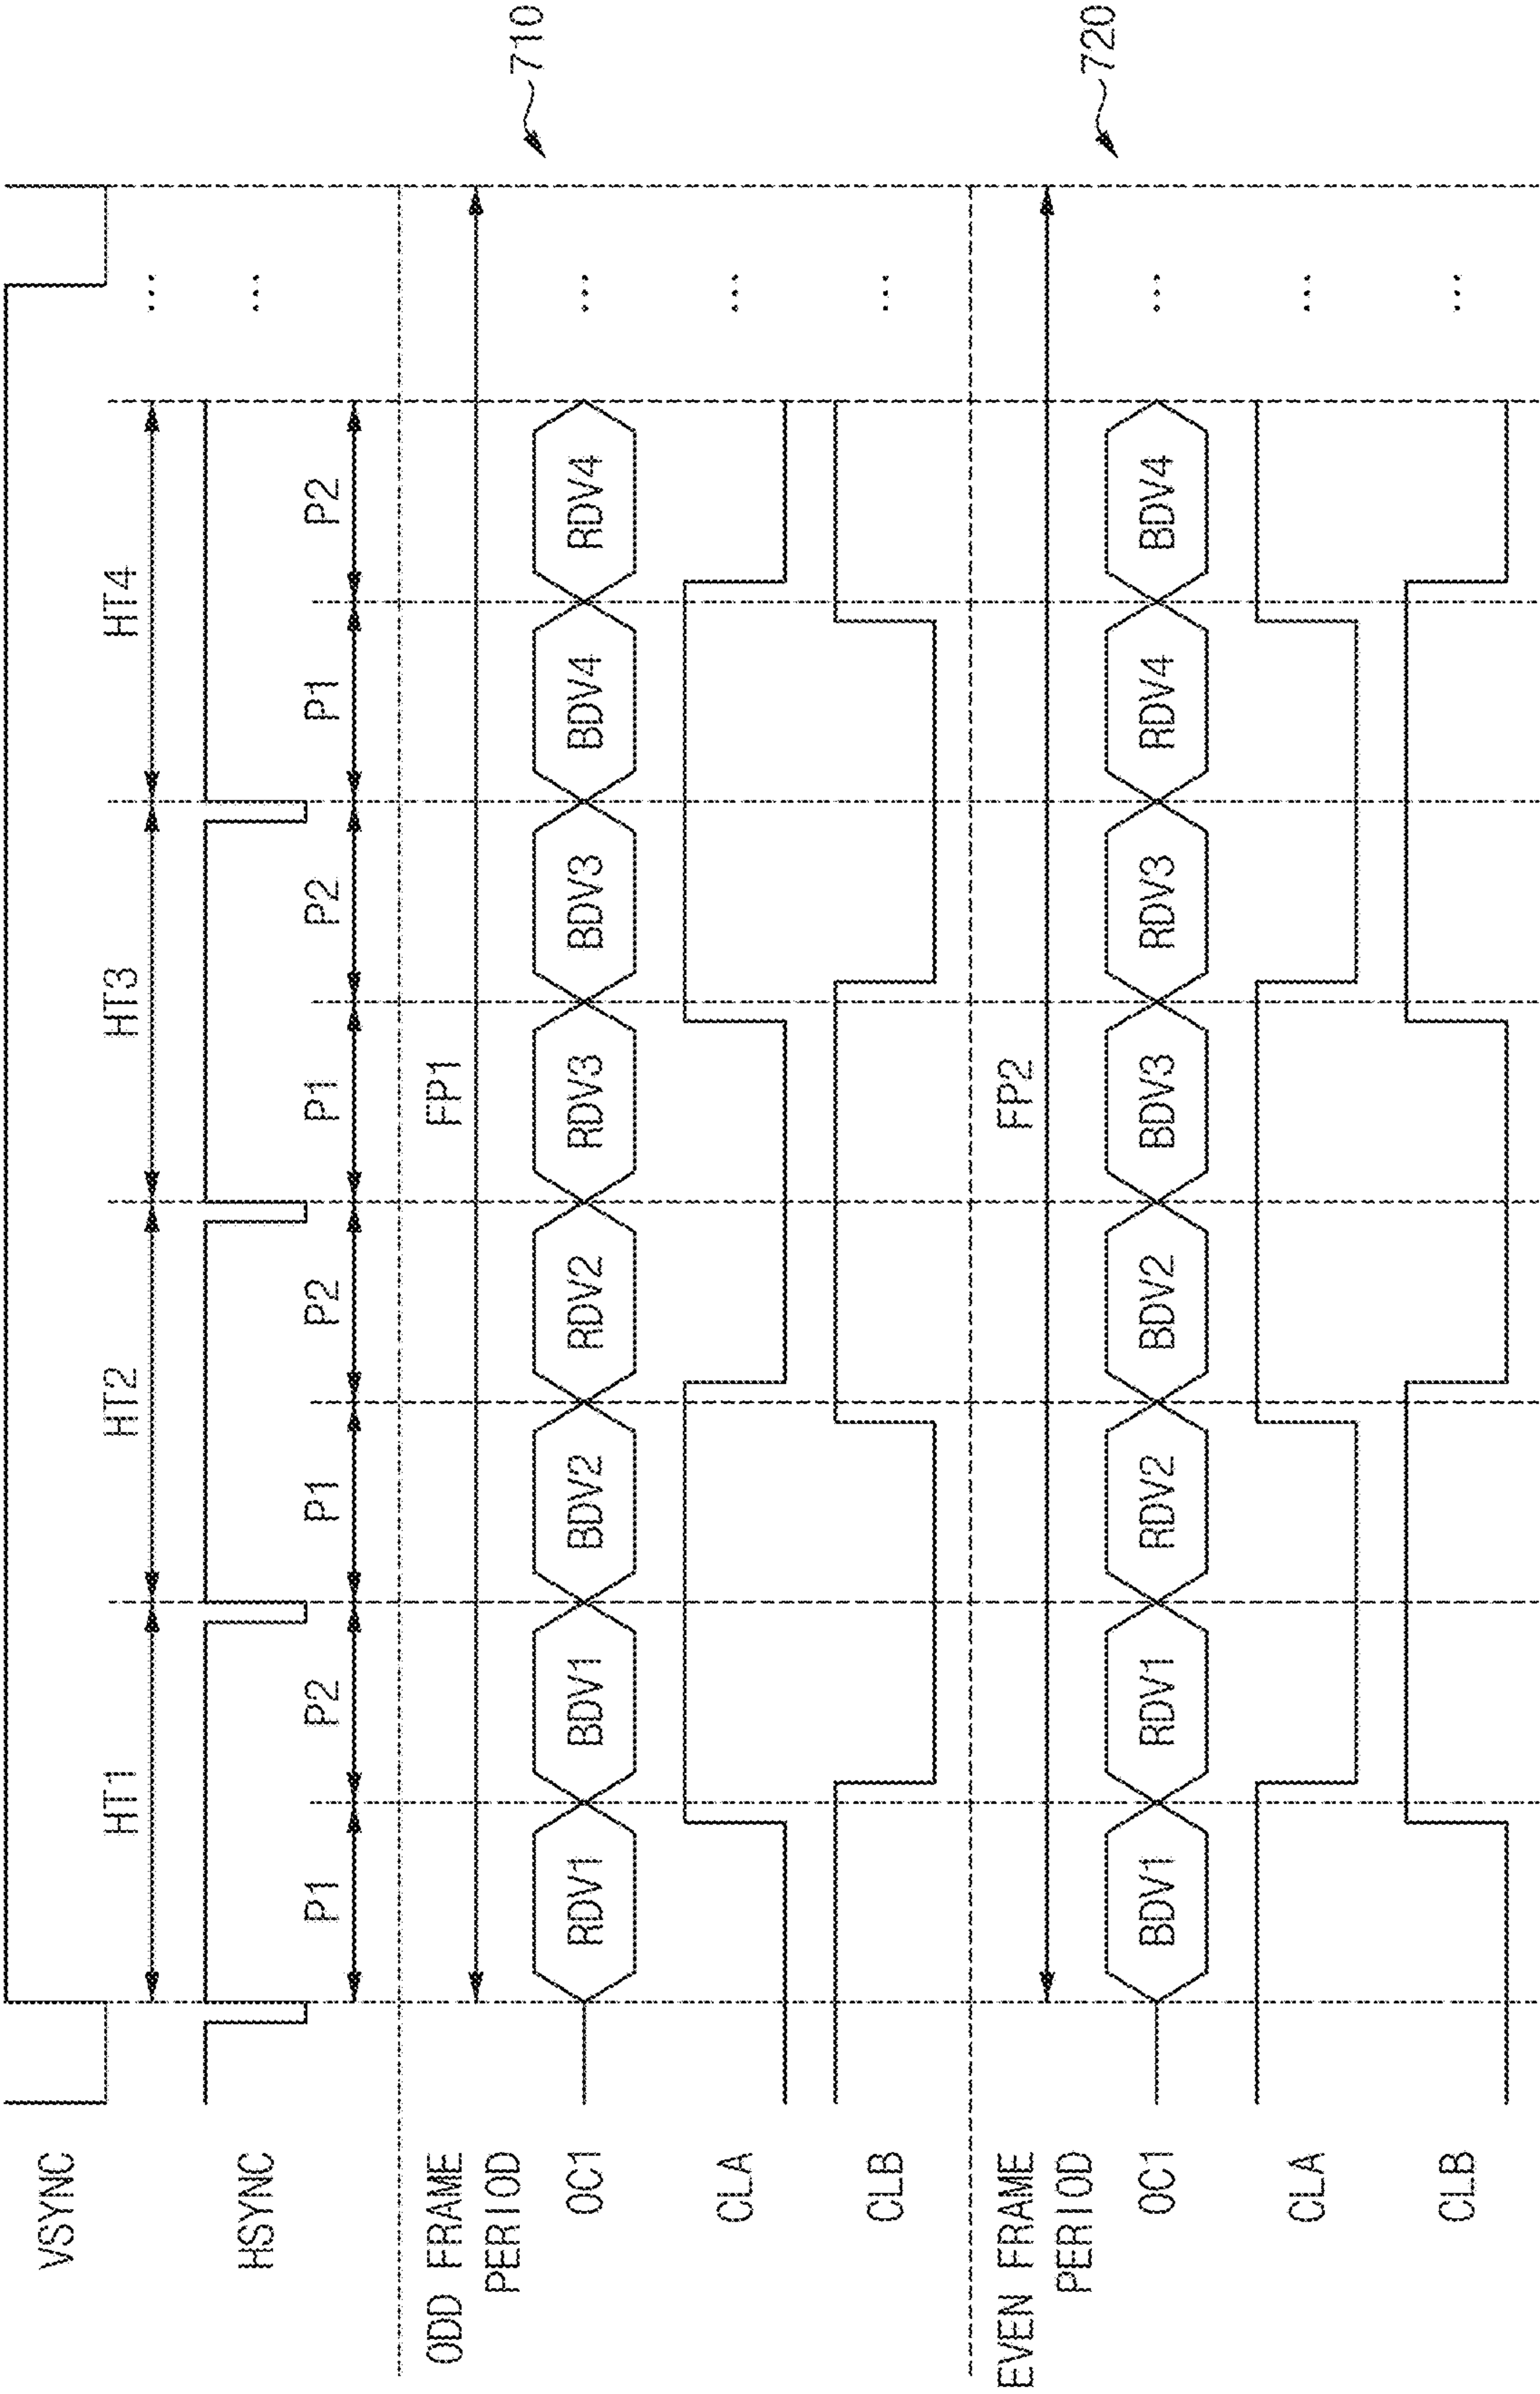 VSYNC
HT1 HT2 HT3 HT4 ...
HSYNC ...
P1 P2 P1 P2 P1 P2 P1 P2
ODD FRAME
PERIOD
FP1
710
OC1 RDV1 BDV1 BDV2 RDV2 RDV3 BDV3 BDV4 RDV4 ...
CLA ...
CLB ...
EVEN FRAME
PERIOD
FP2
720
OC1 BDV1 RDV1 RDV2 BDV2 BDV3 RDV3 RDV4 BDV4 ...
CLA ...
CLB ...